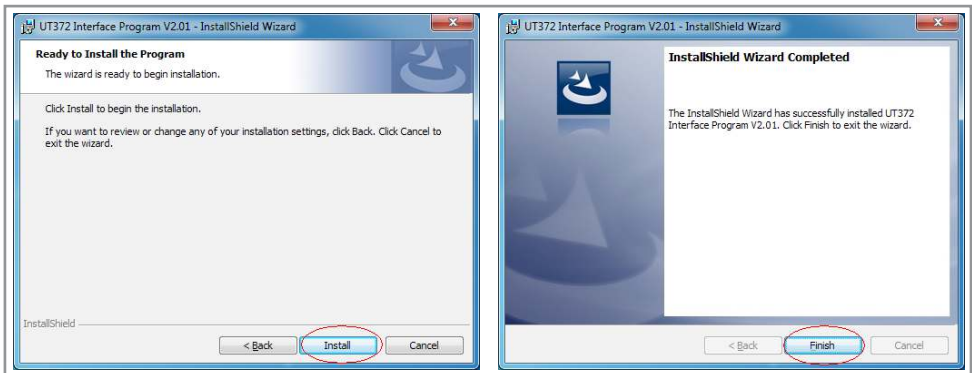 UT372 Interface Program V2.01 - InstallShield Wizard
Ready to Install the Program
The wizard is ready to begin installation.
Click Install to begin the installation.
If you want to review or change any of your installation settings, click Back. Click Cancel to
exit the wizard.
InstallShield
< Back
Install
Cancel
UT372 Interface Program V2.01 - InstallShield Wizard
InstallShield Wizard Completed
The InstallShield Wizard has successfully installed UT372
Interface Program V2.01. Click Finish to exit the wizard.
< Back
Finish
Cancel